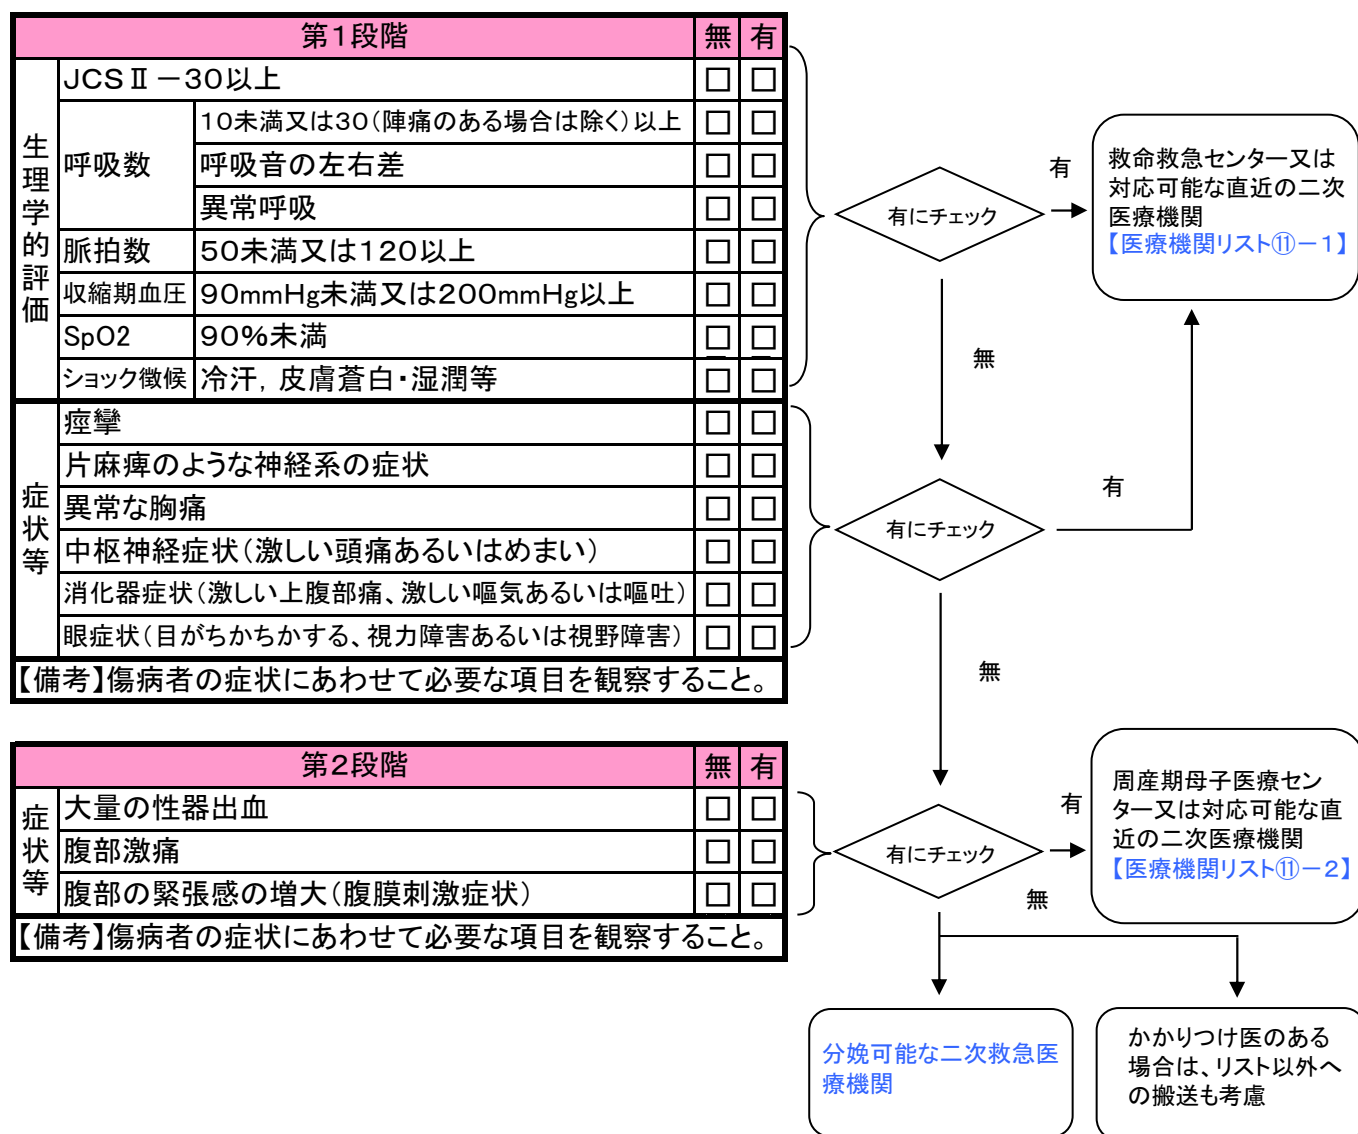 第1段階 無 有
生理学的評価
JCSⅡ-30以上 □ □
呼吸数
10未満又は30(陣痛のある場合は除く)以上 □ □
呼吸音の左右差 □ □
異常呼吸 □ □
脈拍数 50未満又は120以上 □ □
収縮期血圧 90mmHg未満又は200mmHg以上 □ □
SpO2 90%未満 □ □
ショック徴候 冷汗,皮膚蒼白・湿潤等 □ □
症状等
痙攣 □ □
片麻痺のような神経系の症状 □ □
異常な胸痛 □ □
中枢神経症状(激しい頭痛あるいはめまい) □ □
消化器症状(激しい上腹部痛、激しい嘔気あるいは嘔吐) □ □
眼症状(目がちかちかする、視力障害あるいは視野障害) □ □
【備考】傷病者の症状にあわせて必要な項目を観察すること。
有にチェック
有
救命救急センター又は
対応可能な直近の二次
医療機関
【医療機関リスト⑪-1】
無
有にチェック
有
無
第2段階 無 有
症状等
大量の性器出血 □ □
腹部激痛 □ □
腹部の緊張感の増大(腹膜刺激症状) □ □
【備考】傷病者の症状にあわせて必要な項目を観察すること。
有にチェック
有
周産期母子医療セン
ター又は対応可能な直
近の二次医療機関
【医療機関リスト⑪-2】
無
分娩可能な二次救急医
療機関
かかりつけ医のある
場合は、リスト以外へ
の搬送も考慮